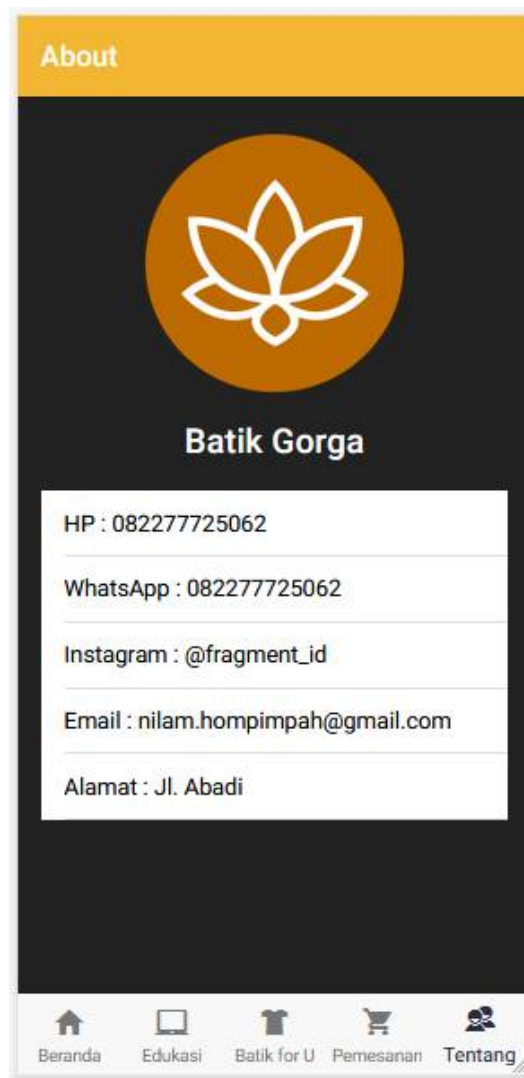 About
Batik Gorga
HP : 082277725062
WhatsApp : 082277725062
Instagram : @fragment_id
Email : nilam.hompimpah@gmail.com
Alamat : Jl. Abadi
Beranda Edukasi Batik for U Pemesanan Tentang